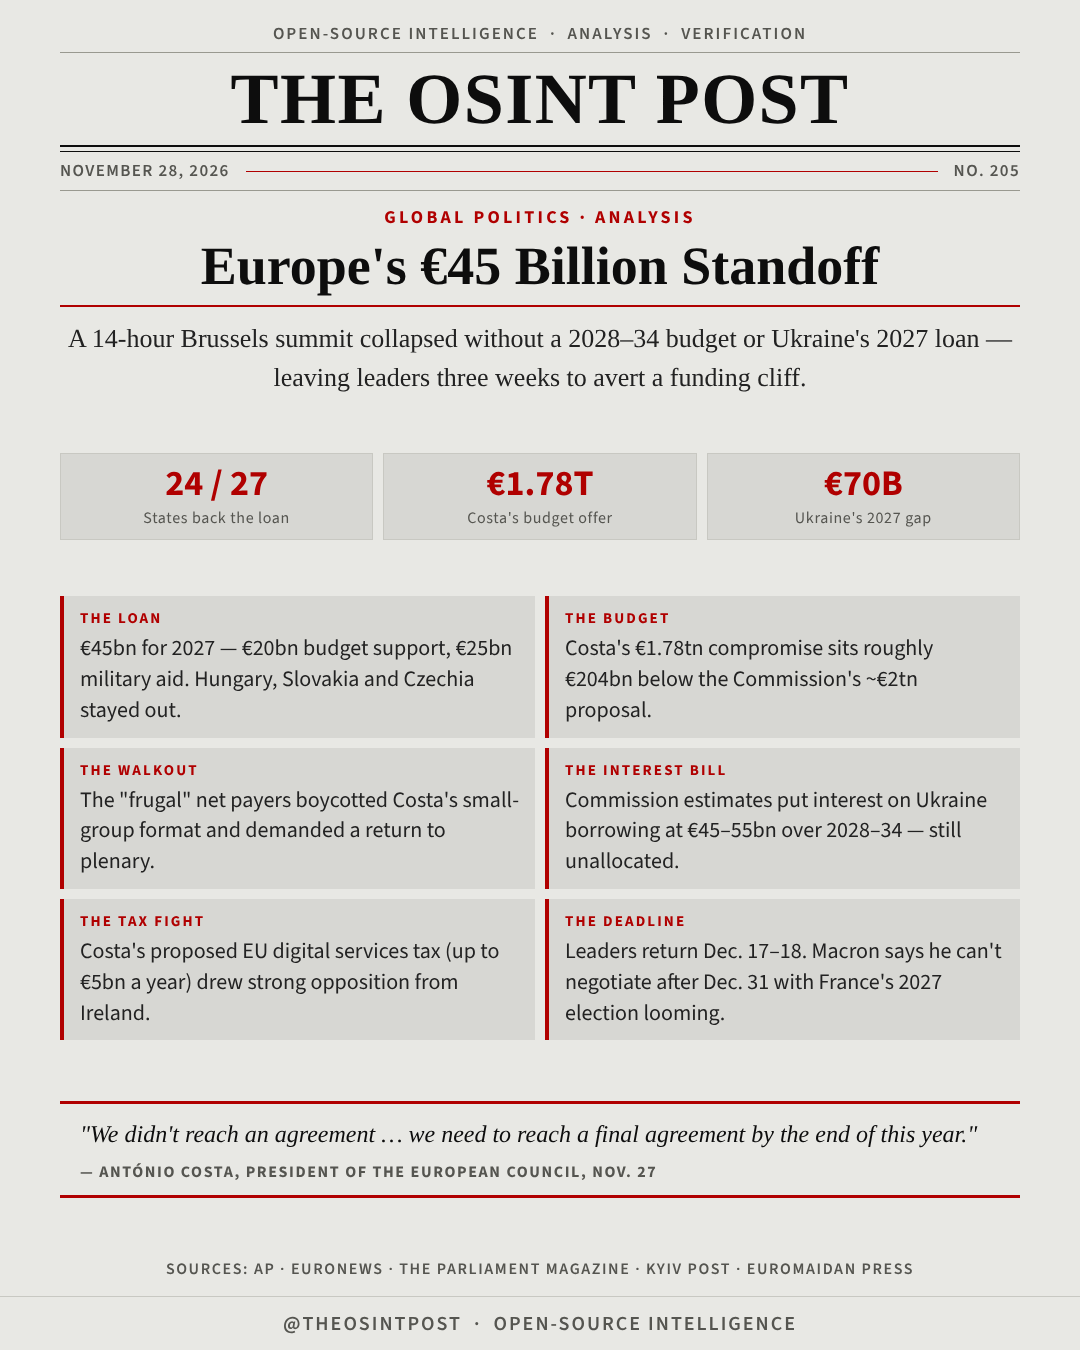 OPEN-SOURCE INTELLIGENCE · ANALYSIS · VERIFICATION
THE OSINT POST
NOVEMBER 28, 2026
NO. 205
GLOBAL POLITICS · ANALYSIS
Europe's €45 Billion Standoff
A 14-hour Brussels summit collapsed without a 2028–34 budget or Ukraine's 2027 loan —
leaving leaders three weeks to avert a funding cliff.
24 / 27
States back the loan
€1.78T
Costa's budget offer
€70B
Ukraine's 2027 gap
THE LOAN
€45bn for 2027 — €20bn budget support, €25bn
military aid. Hungary, Slovakia and Czechia
stayed out.
THE BUDGET
Costa's €1.78tn compromise sits roughly
€204bn below the Commission's ~€2tn
proposal.
THE WALKOUT
The "frugal" net payers boycotted Costa's small-
group format and demanded a return to
plenary.
THE INTEREST BILL
Commission estimates put interest on Ukraine
borrowing at €45–55bn over 2028–34 — still
unallocated.
THE TAX FIGHT
Costa's proposed EU digital services tax (up to
€5bn a year) drew strong opposition from
Ireland.
THE DEADLINE
Leaders return Dec. 17–18. Macron says he can't
negotiate after Dec. 31 with France's 2027
election looming.
"We didn't reach an agreement … we need to reach a final agreement by the end of this year."
— ANTÓNIO COSTA, PRESIDENT OF THE EUROPEAN COUNCIL, NOV. 27
SOURCES: AP · EURONEWS · THE PARLIAMENT MAGAZINE · KYIV POST · EUROMAIDAN PRESS
@THEOSINTPOST · OPEN-SOURCE INTELLIGENCE